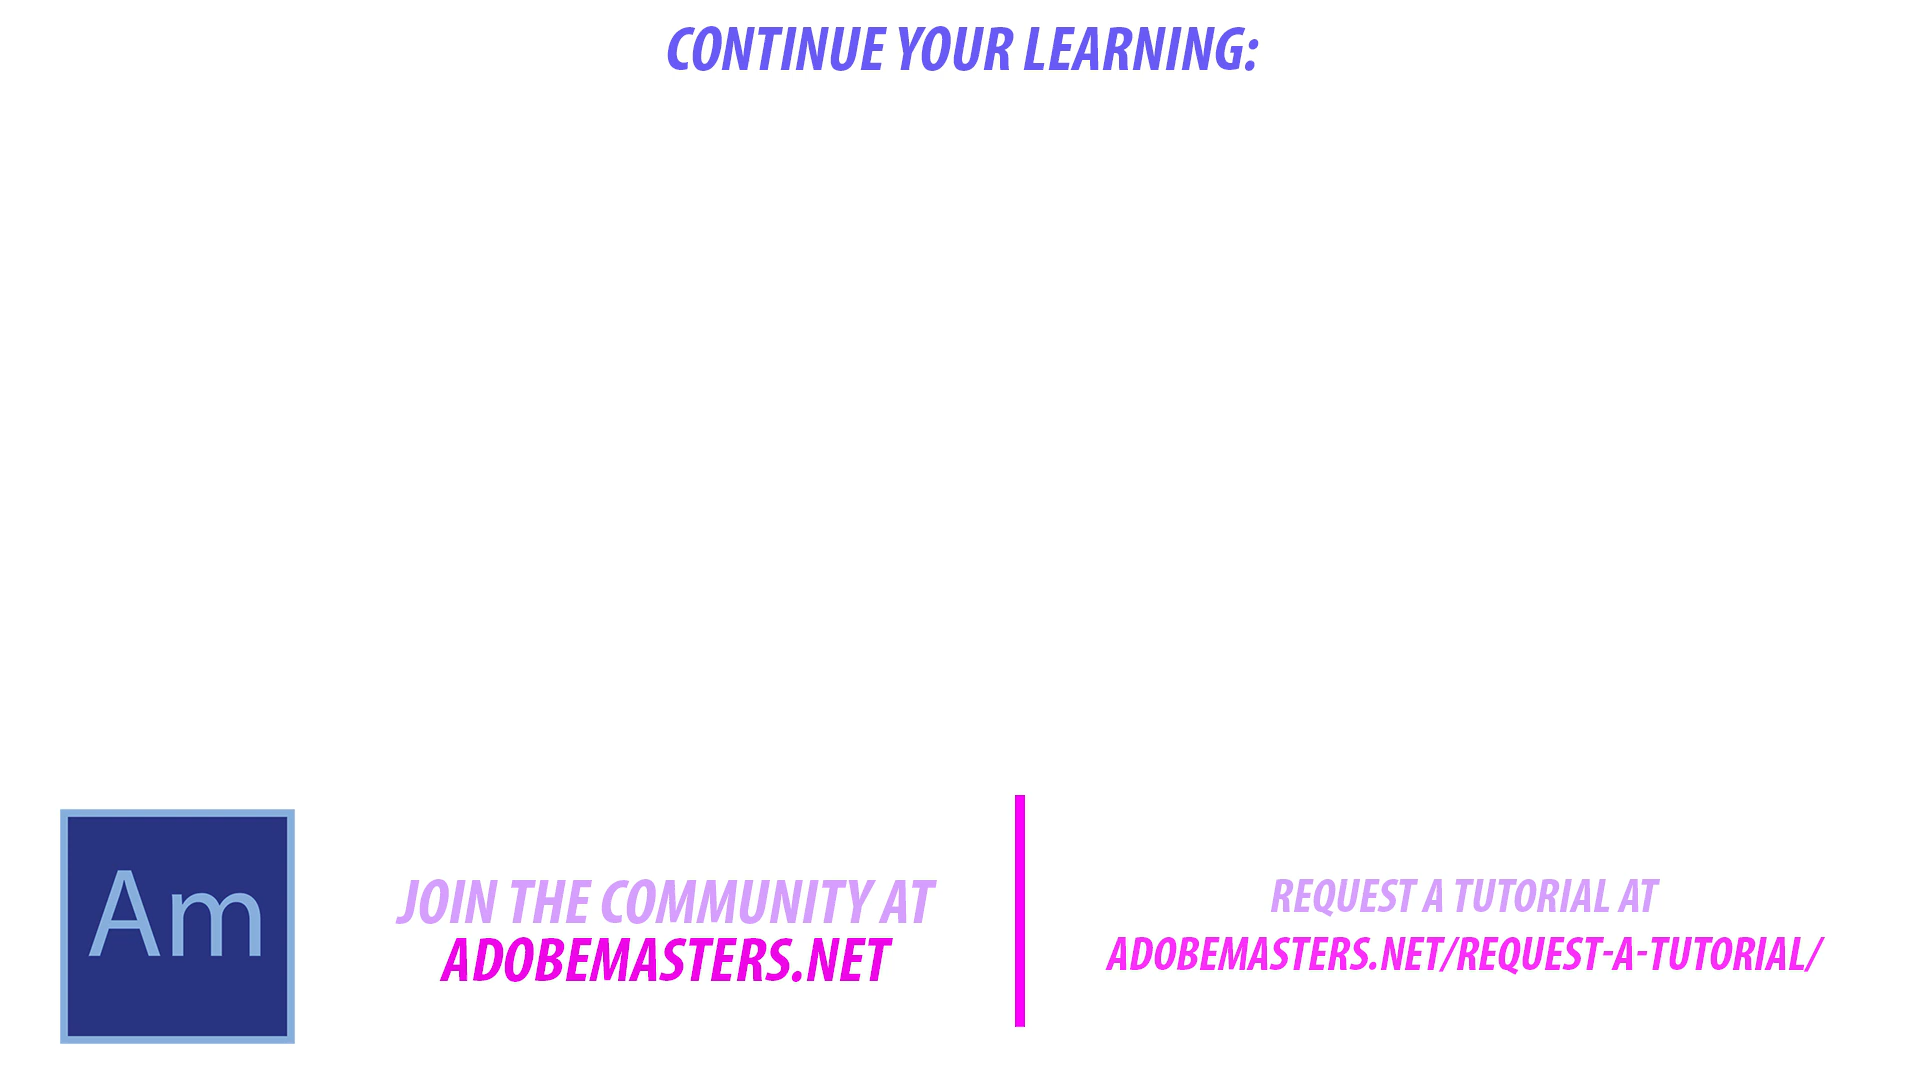 CONTINUE YOUR LEARNING:
Am
JOIN THE COMMUNITY AT
ADOBEMASTERS.NET
REQUEST A TUTORIAL AT
ADOBEMASTERS.NET/REQUEST-A-TUTORIAL/